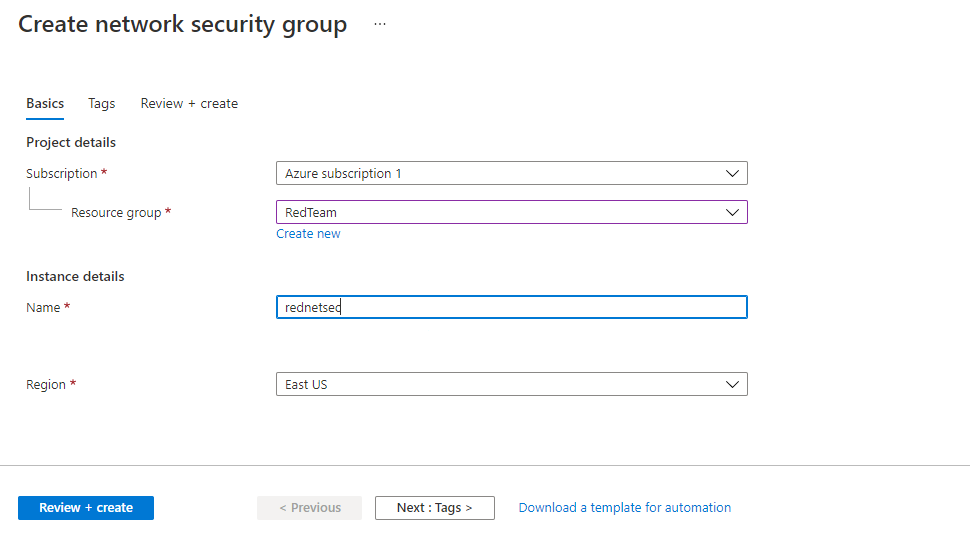 Create network security group ...
Basics Tags Review + create
Project details
Subscription * Azure subscription 1
Resource group * RedTeam
Create new
Instance details
Name * rednetsec
Region * East US
Review + create < Previous Next : Tags > Download a template for automation